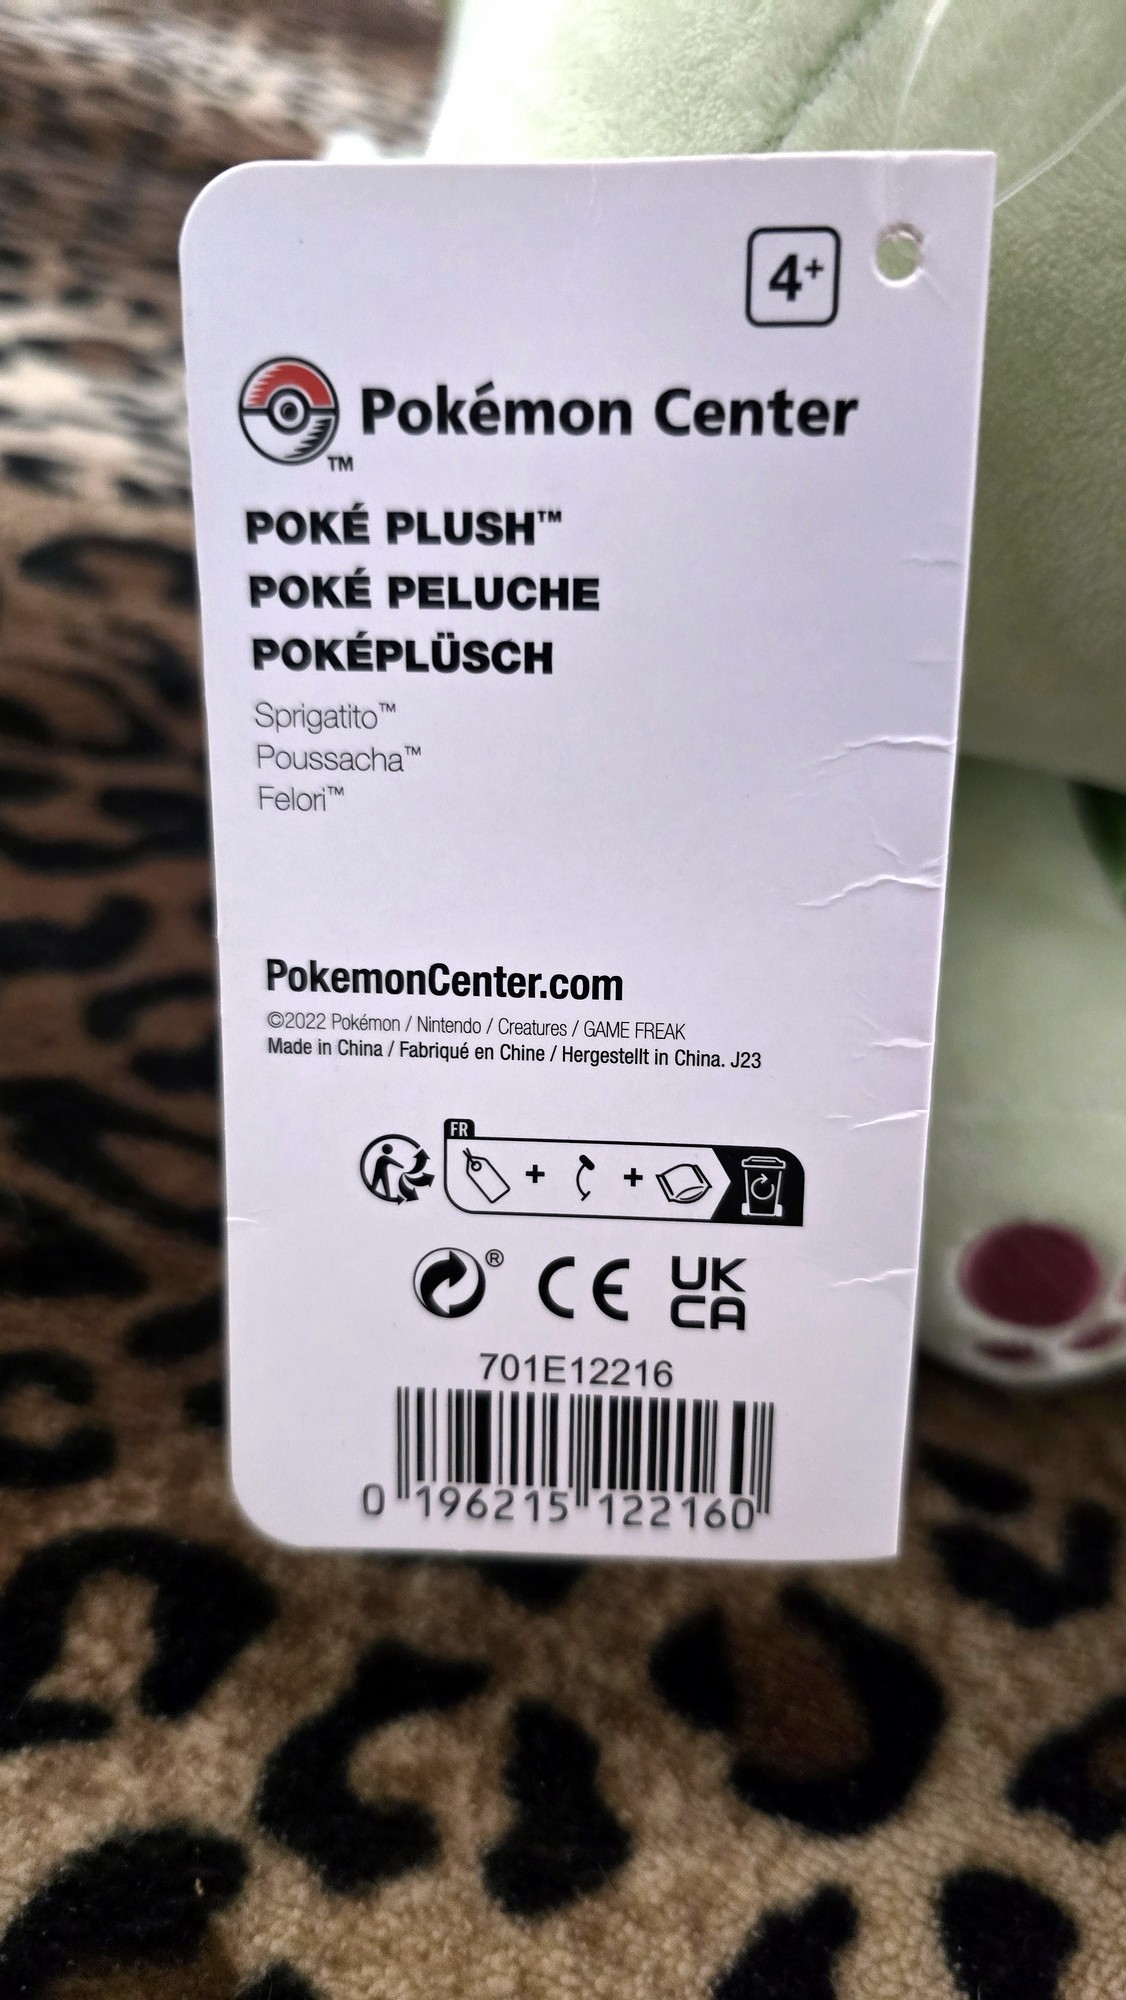 4+
Pokémon Center
TM
POKÉ PLUSH™
POKÉ PELUCHE
POKÉPLÜSCH
Sprigatito™
Poussacha™
Felori™
PokemonCenter.com
©2022 Pokémon / Nintendo / Creatures / GAME FREAK
Made in China / Fabriqué en Chine / Hergestellt in China. J23
FR
+ +
® CE UK
CA
701E12216
0 196215 122160